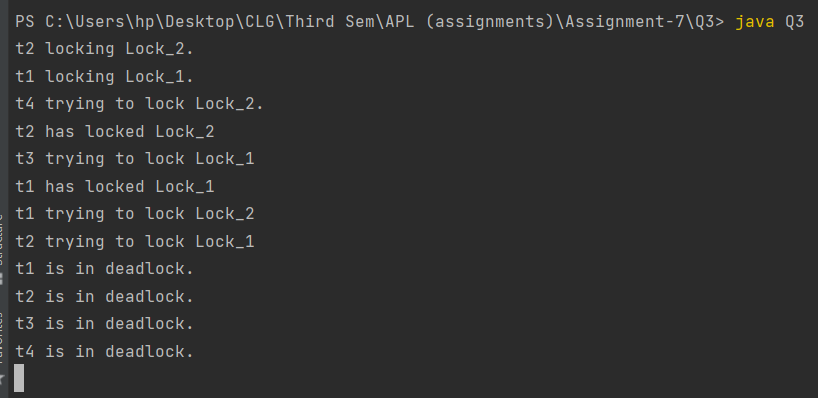 PS C:\Users\hp\Desktop\CLG\Third Sem\APL (assignments)\Assignment-7\Q3> java Q3
t2 locking Lock_2.
t1 locking Lock_1.
t4 trying to lock Lock_2.
t2 has locked Lock_2
t3 trying to lock Lock_1
t1 has locked Lock_1
t1 trying to lock Lock_2
t2 trying to lock Lock_1
t1 is in deadlock.
t2 is in deadlock.
t3 is in deadlock.
t4 is in deadlock.